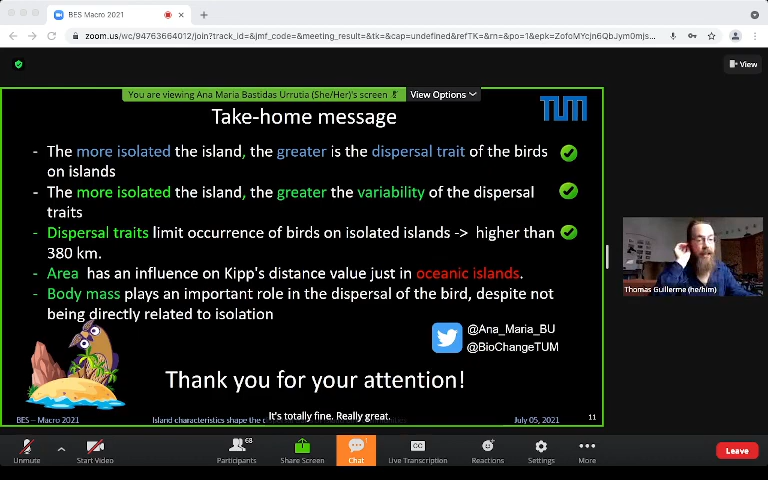 BES Macro 2021
zoom.us/wc/94763664012/join?track_id=&jmf_code=&meeting_result=&tk=&cap=undefined&refTK=&rn=&po=1&epk=ZofoMYcjn6QbJym0mjs...
View
You are viewing Ana Maria Bastidas Urrutia (She/Her)'s screen
View Options
Take-home message
TUM
- The more isolated the island, the greater is the dispersal trait of the birds
on islands
- The more isolated the island, the greater the variability of the dispersal
traits
- Dispersal traits limit occurrence of birds on isolated islands -> higher than
380 km.
- Area has an influence on Kipp's distance value just in oceanic islands.
- Body mass plays an important role in the dispersal of the bird, despite not
being directly related to isolation
@Ana_Maria_BU
@BioChangeTUM
Thank you for your attention!
Thomas Guillerme (he/him)
It's totally fine. Really great.
BES – Macro 2021
Island characteristics shape the
July 05, 2021
11
68
1
CC
Unmute
Start Video
Participants
Share Screen
Chat
Live Transcription
Reactions
Settings
More
Leave